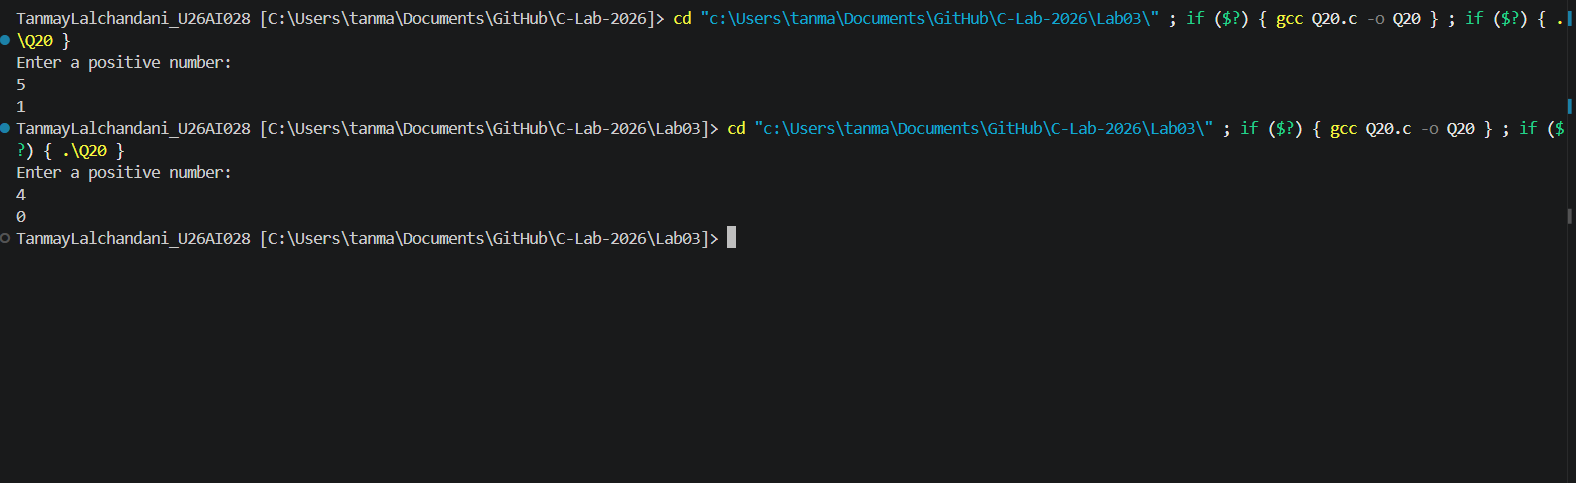 TanmayLalchandani_U26AI028 [C:\Users\tanma\Documents\GitHub\C-Lab-2026]> cd "c:\Users\tanma\Documents\GitHub\C-Lab-2026\Lab03\" ; if ($?) { gcc Q20.c -o Q20 } ; if ($?) { .
\Q20 }
Enter a positive number:
5
1
TanmayLalchandani_U26AI028 [C:\Users\tanma\Documents\GitHub\C-Lab-2026\Lab03]> cd "c:\Users\tanma\Documents\GitHub\C-Lab-2026\Lab03\" ; if ($?) { gcc Q20.c -o Q20 } ; if ($
?) { .\Q20 }
Enter a positive number:
4
0
TanmayLalchandani_U26AI028 [C:\Users\tanma\Documents\GitHub\C-Lab-2026\Lab03]>